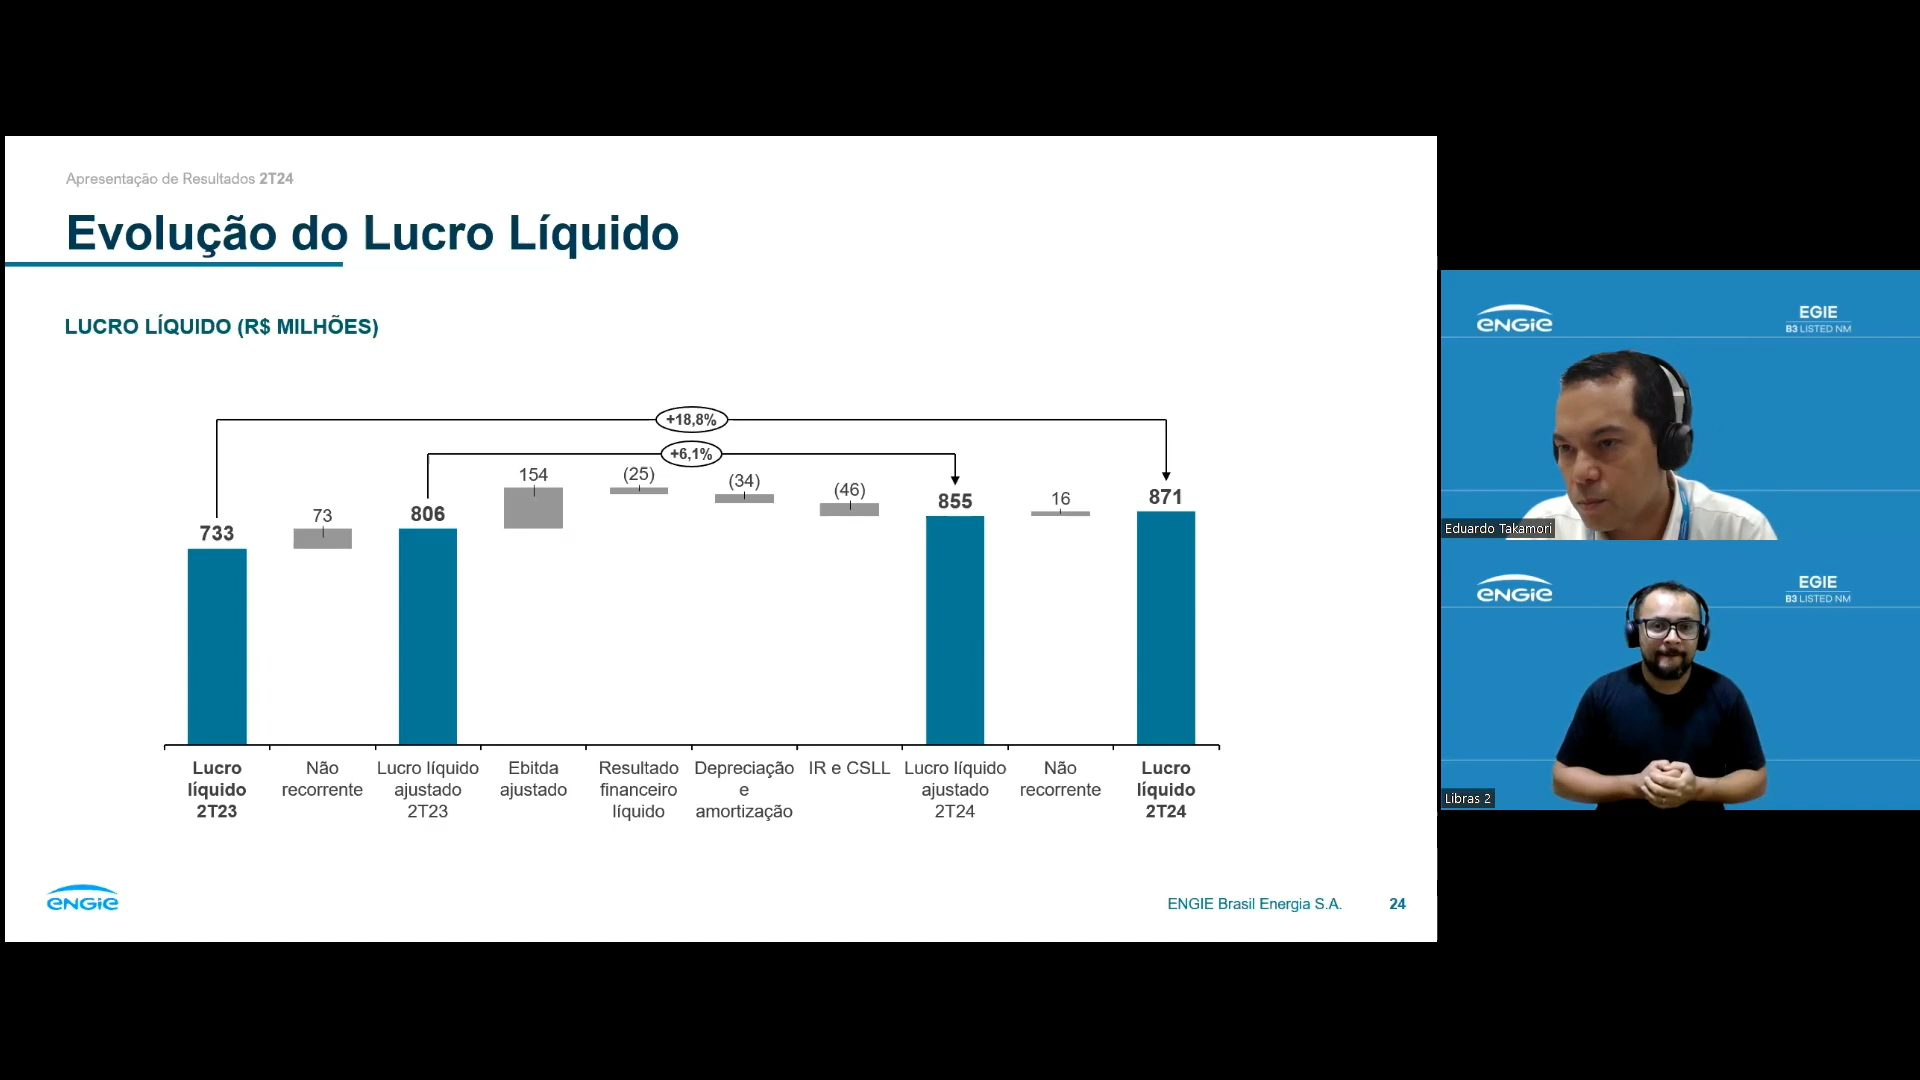 Apresentação de Resultados 2T24
Evolução do Lucro Líquido
LUCRO LÍQUIDO (R$ MILHÕES)
+18,8%
+6,1%
733
73
806
154
(25)
(34)
(46)
855
16
871
Lucro
líquido
2T23
Não
recorrente
Lucro líquido
ajustado
2T23
Ebitda
ajustado
Resultado
financeiro
líquido
Depreciação
e
amortização
IR e CSLL
Lucro líquido
ajustado
2T24
Não
recorrente
Lucro
líquido
2T24
ENGIE
ENGIE Brasil Energia S.A.
24
ENGIE
EGIE
B3 LISTED NM
Eduardo Takamori
ENGIE
EGIE
B3 LISTED NM
Libras 2